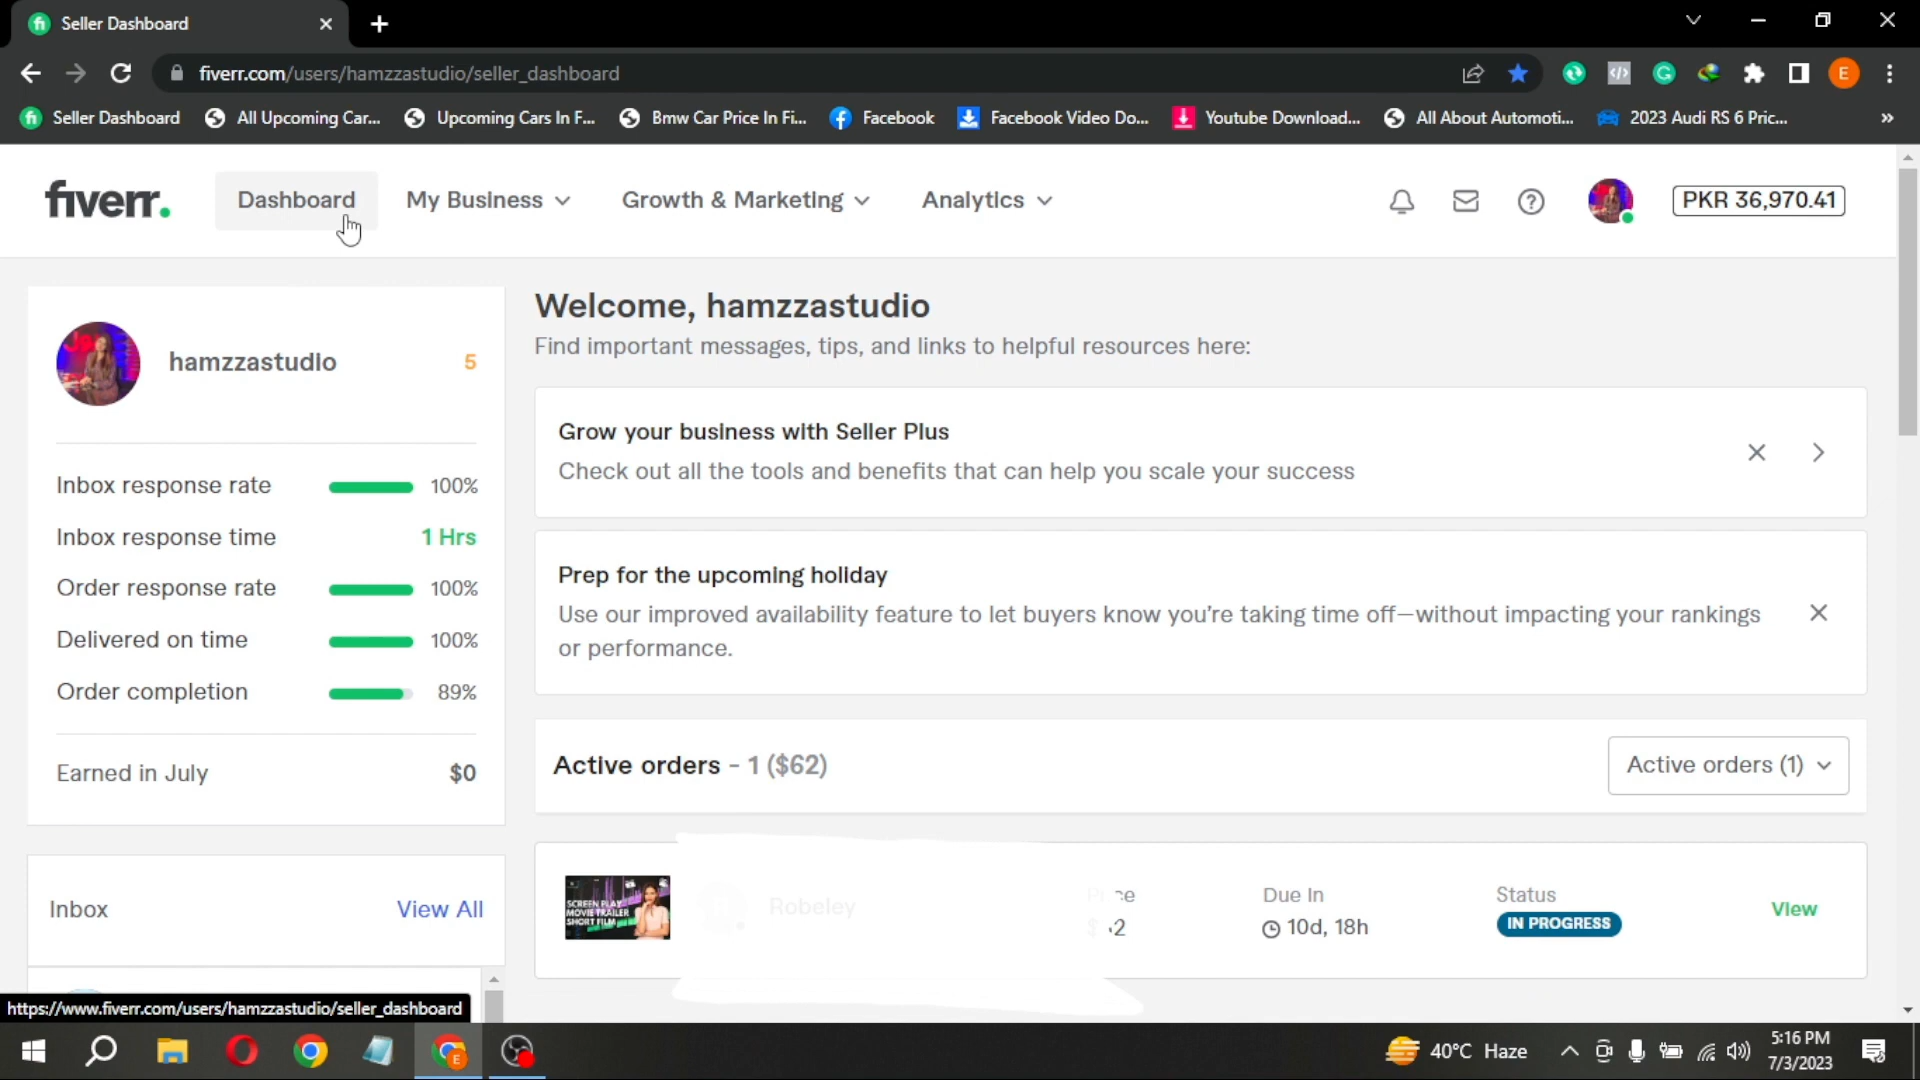 Seller Dashboard
fiverr.com/users/hamzzastudio/seller_dashboard
E
Seller Dashboard
All Upcoming Car...
Upcoming Cars In F...
Bmw Car Price In Fi...
Facebook
Facebook Video Do...
Youtube Download...
All About Automoti...
2023 Audi RS 6 Pric...
fiverr.
Dashboard
My Business
Growth & Marketing
Analytics
PKR 36,970.41
hamzzastudio
5
Inbox response rate 100%
Inbox response time 1 Hrs
Order response rate 100%
Delivered on time 100%
Order completion 89%
Earned in July $0
Inbox View All
Welcome, hamzzastudio
Find important messages, tips, and links to helpful resources here:
Grow your business with Seller Plus
Check out all the tools and benefits that can help you scale your success
Prep for the upcoming holiday
Use our improved availability feature to let buyers know you're taking time off—without impacting your rankings
or performance.
Active orders - 1 ($62)
Active orders (1)
SCREEN PLAY
MOVIE TRAILER
SHORT FILM
Robeley
Due In
10d, 18h
Status
IN PROGRESS
View
https://www.fiverr.com/users/hamzzastudio/seller_dashboard
E
40°C Haze
5:16 PM
7/3/2023